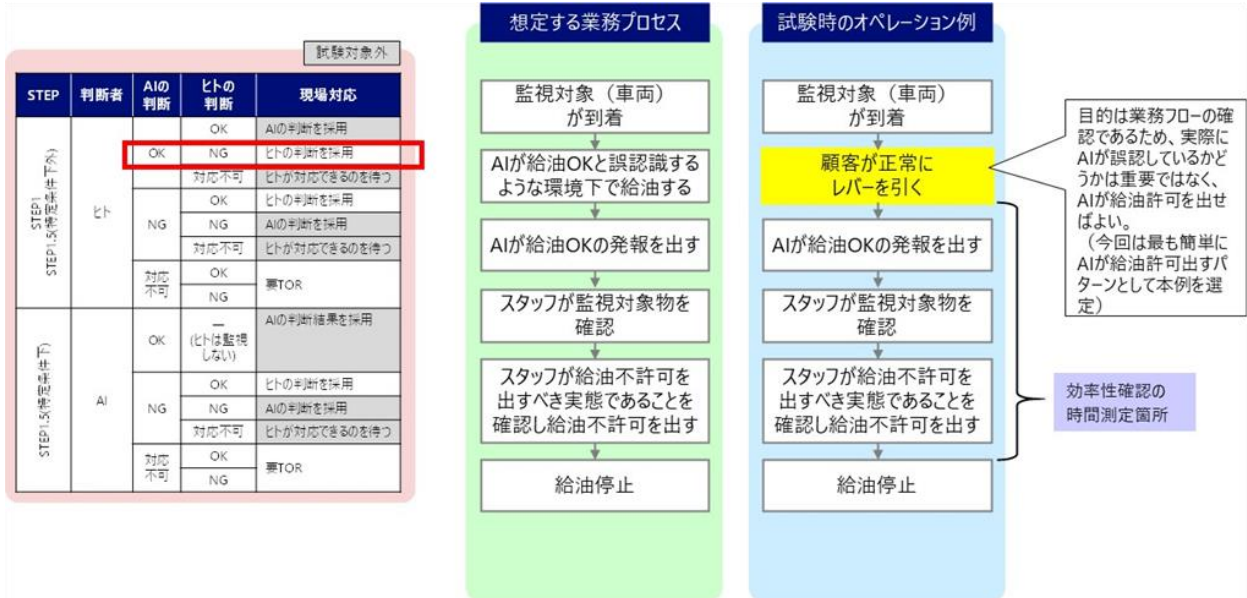 試験対象外
STEP 判断者 AIの判断 ヒトの判断 現場対応
STEP1
STEP1.5(特定条件下外)
ヒト
OK
OK AIの判断を採用
NG ヒトの判断を採用
対応不可 ヒトが対応できるのを待つ
NG
OK ヒトの判断を採用
NG AIの判断を採用
対応不可 ヒトが対応できるのを待つ
対応不可
OK
NG
要TOR
STEP1.5(特定条件下)
AI
OK
―
(ヒトは監視
しない)
AIの判断結果を採用
NG
OK ヒトの判断を採用
NG AIの判断を採用
対応不可 ヒトが対応できるのを待つ
対応
不可
OK
NG
要TOR
想定する業務プロセス
監視対象（車両）
が到着
AIが給油OKと誤認識する
ような環境下で給油する
AIが給油OKの発報を出す
スタッフが監視対象物を
確認
スタッフが給油不許可を
出すべき実態であることを
確認し給油不許可を出す
給油停止
試験時のオペレーション例
監視対象（車両）
が到着
顧客が正常に
レバーを引く
AIが給油OKの発報を出す
スタッフが監視対象物を
確認
スタッフが給油不許可を
出すべき実態であることを
確認し給油不許可を出す
給油停止
目的は業務フローの確
認であるため、実際に
AIが誤認しているかど
うかは重要ではなく、
AIが給油許可を出せ
ばよい。
（今回は最も簡単に
AIが給油許可出すパ
ターンとして本例を選
定）
効率性確認の
時間測定箇所